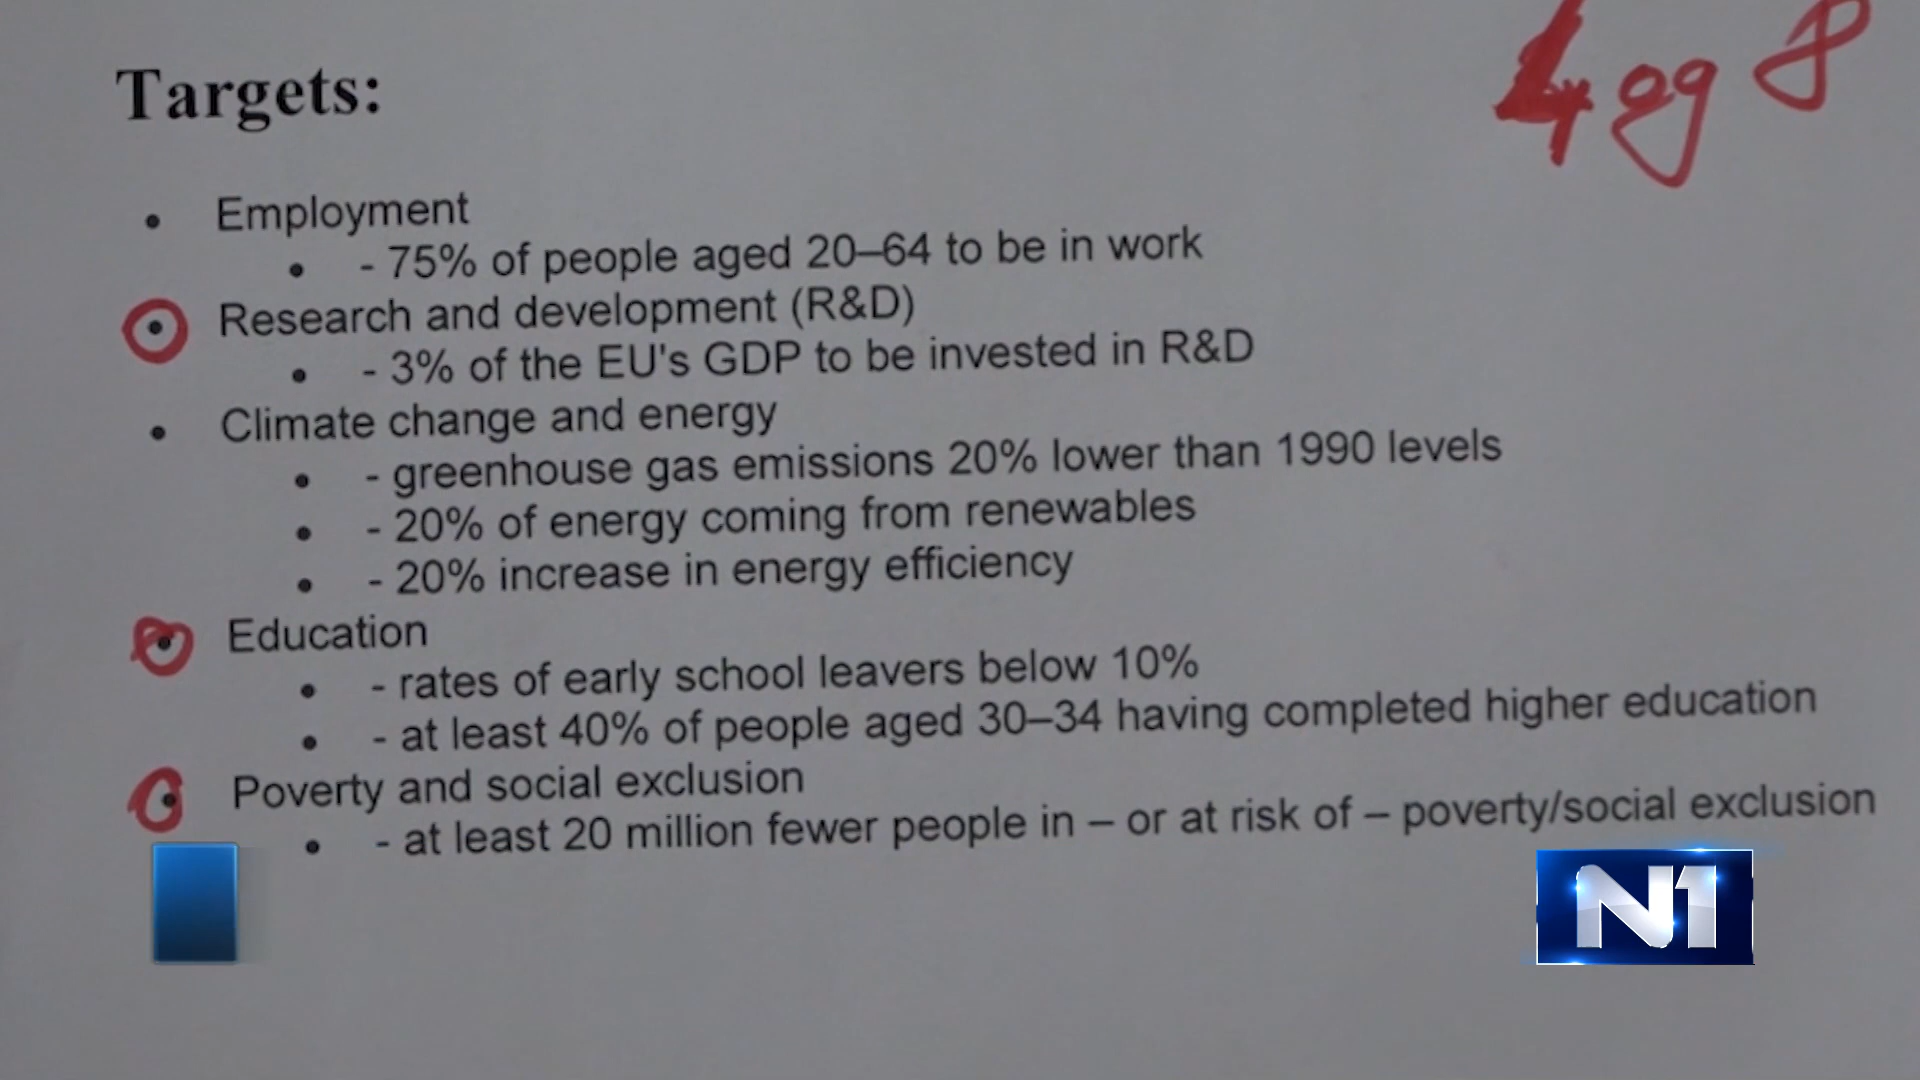 4 og 8
Targets:
• Employment
• - 75% of people aged 20–64 to be in work
• Research and development (R&D)
• - 3% of the EU's GDP to be invested in R&D
• Climate change and energy
• - greenhouse gas emissions 20% lower than 1990 levels
• - 20% of energy coming from renewables
• - 20% increase in energy efficiency
• Education
• - rates of early school leavers below 10%
• - at least 40% of people aged 30–34 having completed higher education
• Poverty and social exclusion
• - at least 20 million fewer people in – or at risk of – poverty/social exclusion
N1